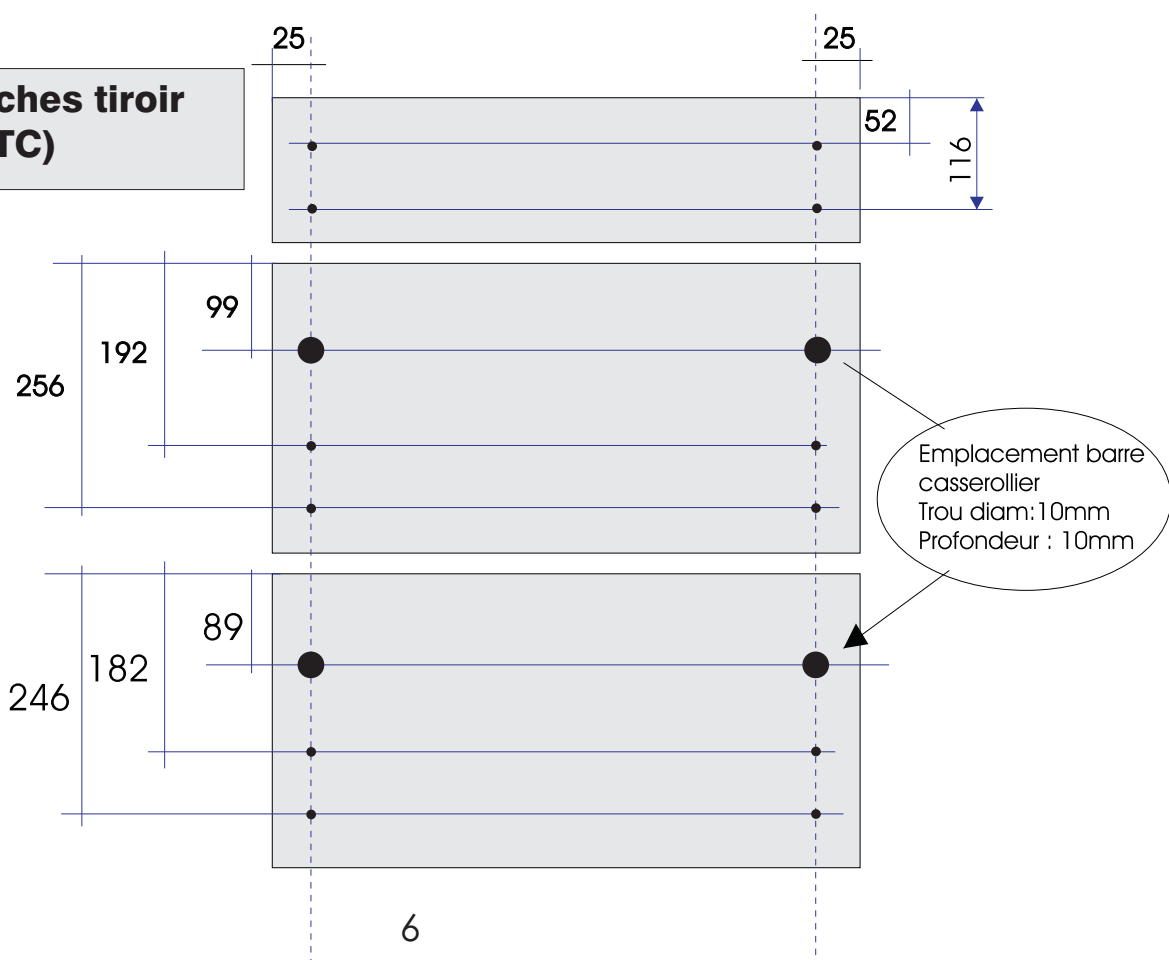 25
25
ches tiroir
TC)
52
116
99
192
256
Emplacement barre
casserollier
Trou diam:10mm
Profondeur : 10mm
89
182
246
6